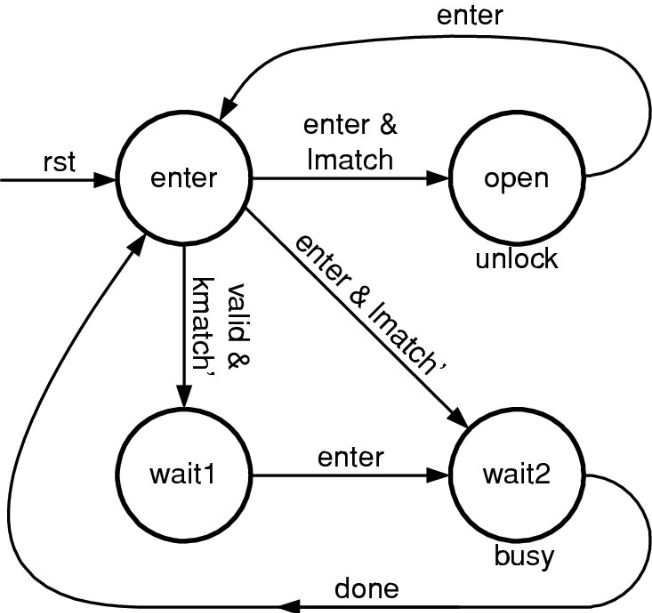 enter
enter &
lmatch
rst
enter
open
unlock
enter & lmatch’
valid &
kmatch’
wait1
enter
wait2
busy
done